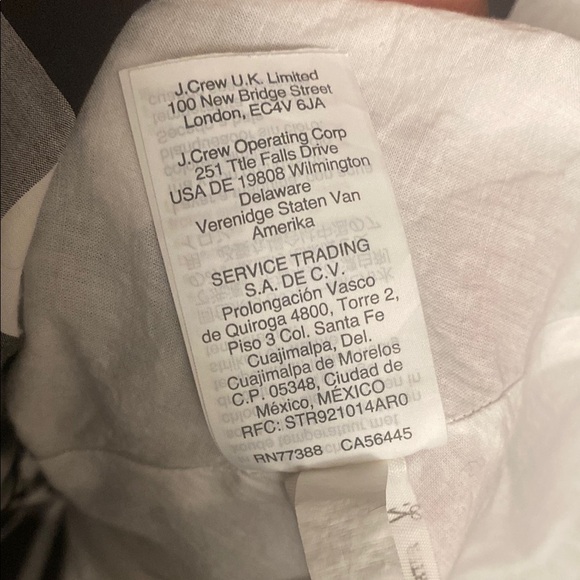 J.Crew U.K. Limited
100 New Bridge Street
London, EC4V 6JA
J.Crew Operating Corp
251 Ttle Falls Drive
USA DE 19808 Wilmington
Delaware
Verenidge Staten Van
Amerika
SERVICE TRADING
S.A. DE C.V.
Prolongación Vasco
de Quiroga 4800, Torre 2,
Piso 3 Col. Santa Fe
Cuajimalpa, Del.
Cuajimalpa de Morelos
C.P. 05348, Ciudad de
México, MÉXICO
RFC: STR921014AR0
RN77388 CA56445